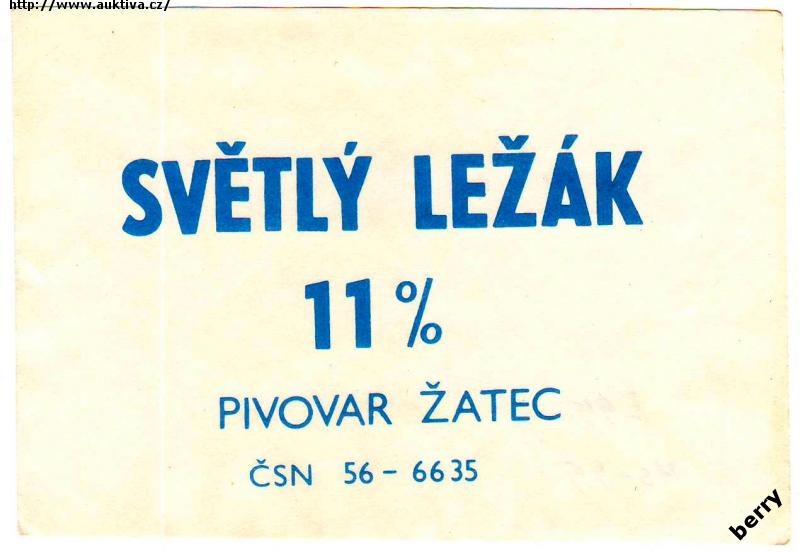 http://www.auktiva.cz/
SVĚTLÝ LEŽÁK
11%
PIVOVAR ŽATEC
ČSN 56-6635
berry